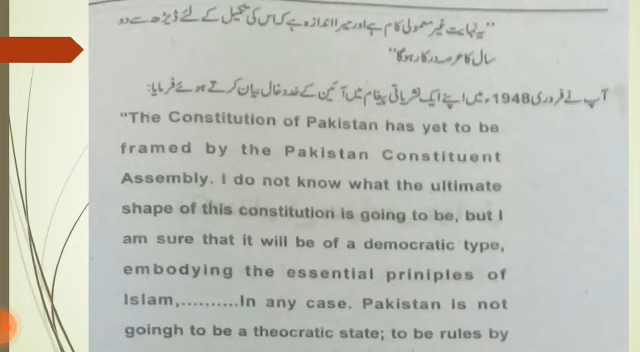 "یہ نہایت غیر معمولی کام ہے اور میرا اندازہ ہے کہ اس کی تکمیل کے لئے ڈیڑھ سے دو
سال کا عرصہ درکار ہوگا"
آپ نے فروری 1948ء میں اپنے ایک نشریاتی پیغام میں آئین کے خدوخال بیان کرتے ہوئے فرمایا:
"The Constitution of Pakistan has yet to be
framed by the Pakistan Constituent
Assembly. I do not know what the ultimate
shape of this constitution is going to be, but I
am sure that it will be of a democratic type,
embodying the essential priniples of
Islam,..........In any case. Pakistan is not
goingh to be a theocratic state; to be rules by